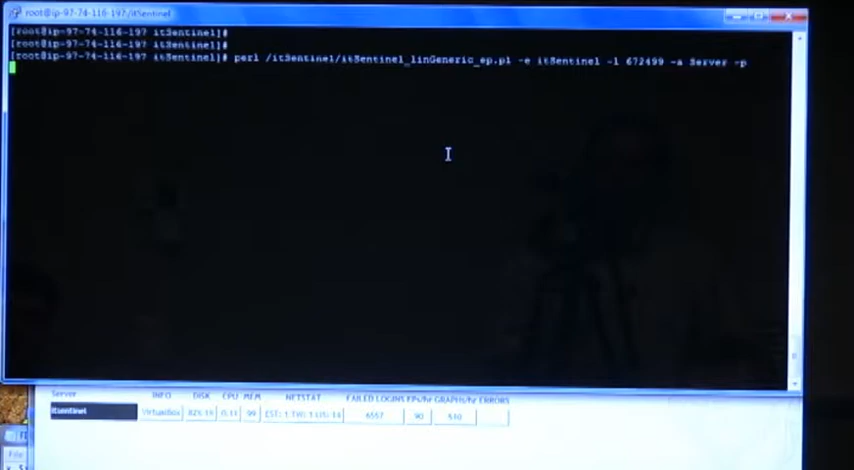 root@ip-97-74-116-197:/itSentinel
[root@ip-97-74-116-197 itSentinel]#
[root@ip-97-74-116-197 itSentinel]#
[root@ip-97-74-116-197 itSentinel]# perl /itSentinel/itSentinel_linGeneric_ep.pl -e itSentinel -l 672499 -a Server -p
Server INFO DISK CPU MEM NETSTAT FAILED LOGINS EPs/hr GRAPHS/hr ERRORS
itsentinel VirtualBox 99 6557 90 510
File